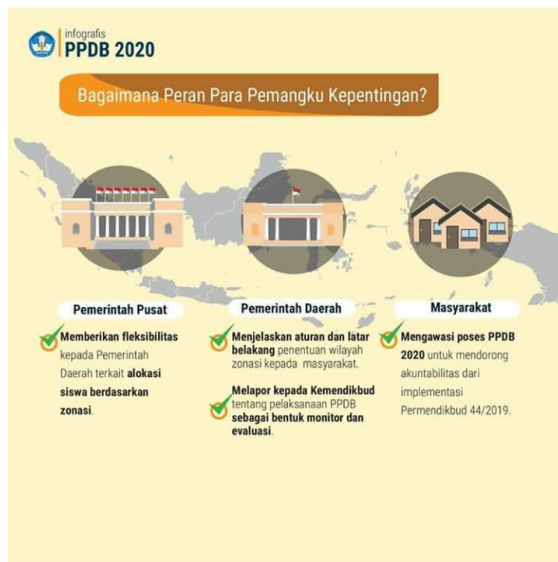 infografis
PPDB 2020
Bagaimana Peran Para Pemangku Kepentingan?
Pemerintah Pusat
Memberikan fleksibilitas
kepada Pemerintah
Daerah terkait alokasi
siswa berdasarkan
zonasi.
Pemerintah Daerah
Menjelaskan aturan dan latar
belakang penentuan wilayah
zonasi kepada masyarakat.
Melapor kepada Kemendikbud
tentang pelaksanaan PPDB
sebagai bentuk monitor dan
evaluasi.
Masyarakat
Mengawasi poses PPDB
2020 untuk mendorong
akuntabilitas dari
implementasi
Permendikbud 44/2019.